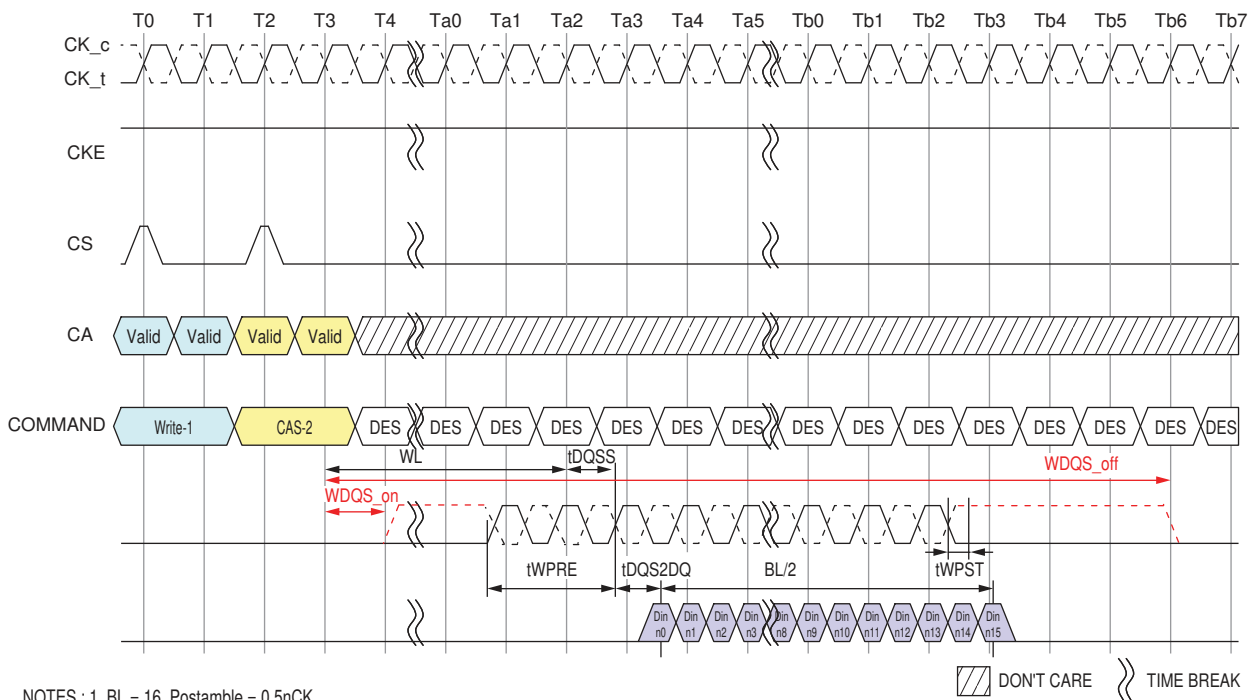 T0 T1 T2 T3 T4 Ta0 Ta1 Ta2 Ta3 Ta4 Ta5 Tb0 Tb1 Tb2 Tb3 Tb4 Tb5 Tb6 Tb7
CK_c
CK_t
CKE
CS
CA Valid Valid Valid Valid
COMMAND Write-1 CAS-2 DES DES DES DES DES DES DES DES DES DES DES DES DES DES DES
WL tDQSS WDQS_off
WDQS_on
tWPRE tDQS2DQ BL/2 tWPST
Din n0 Din n1 Din n2 Din n3 Din n8 Din n9 Din n10 Din n11 Din n12 Din n13 Din n14 Din n15
DON'T CARE TIME BREAK
NOTES : 1. BL = 16, Postamble = 0.5nCK